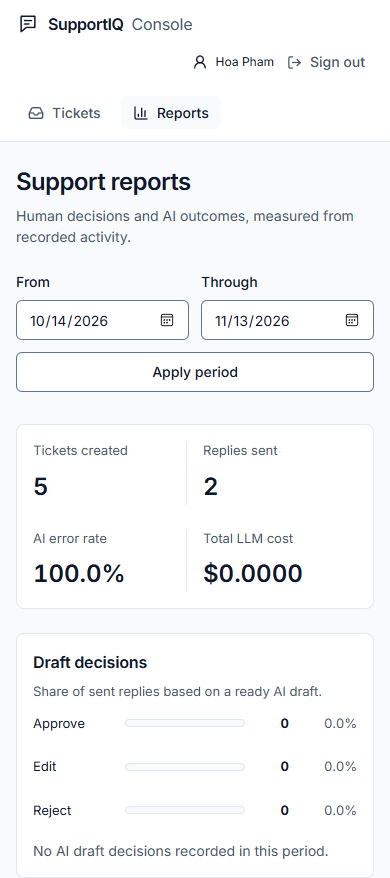 SupportIQ Console
Hoa Pham Sign out
Tickets Reports
Support reports
Human decisions and AI outcomes, measured from
recorded activity.
From Through
10/14/2026 11/13/2026
Apply period
Tickets created Replies sent
5 2
AI error rate Total LLM cost
100.0% $0.0000
Draft decisions
Share of sent replies based on a ready AI draft.
Approve 0 0.0%
Edit 0 0.0%
Reject 0 0.0%
No AI draft decisions recorded in this period.